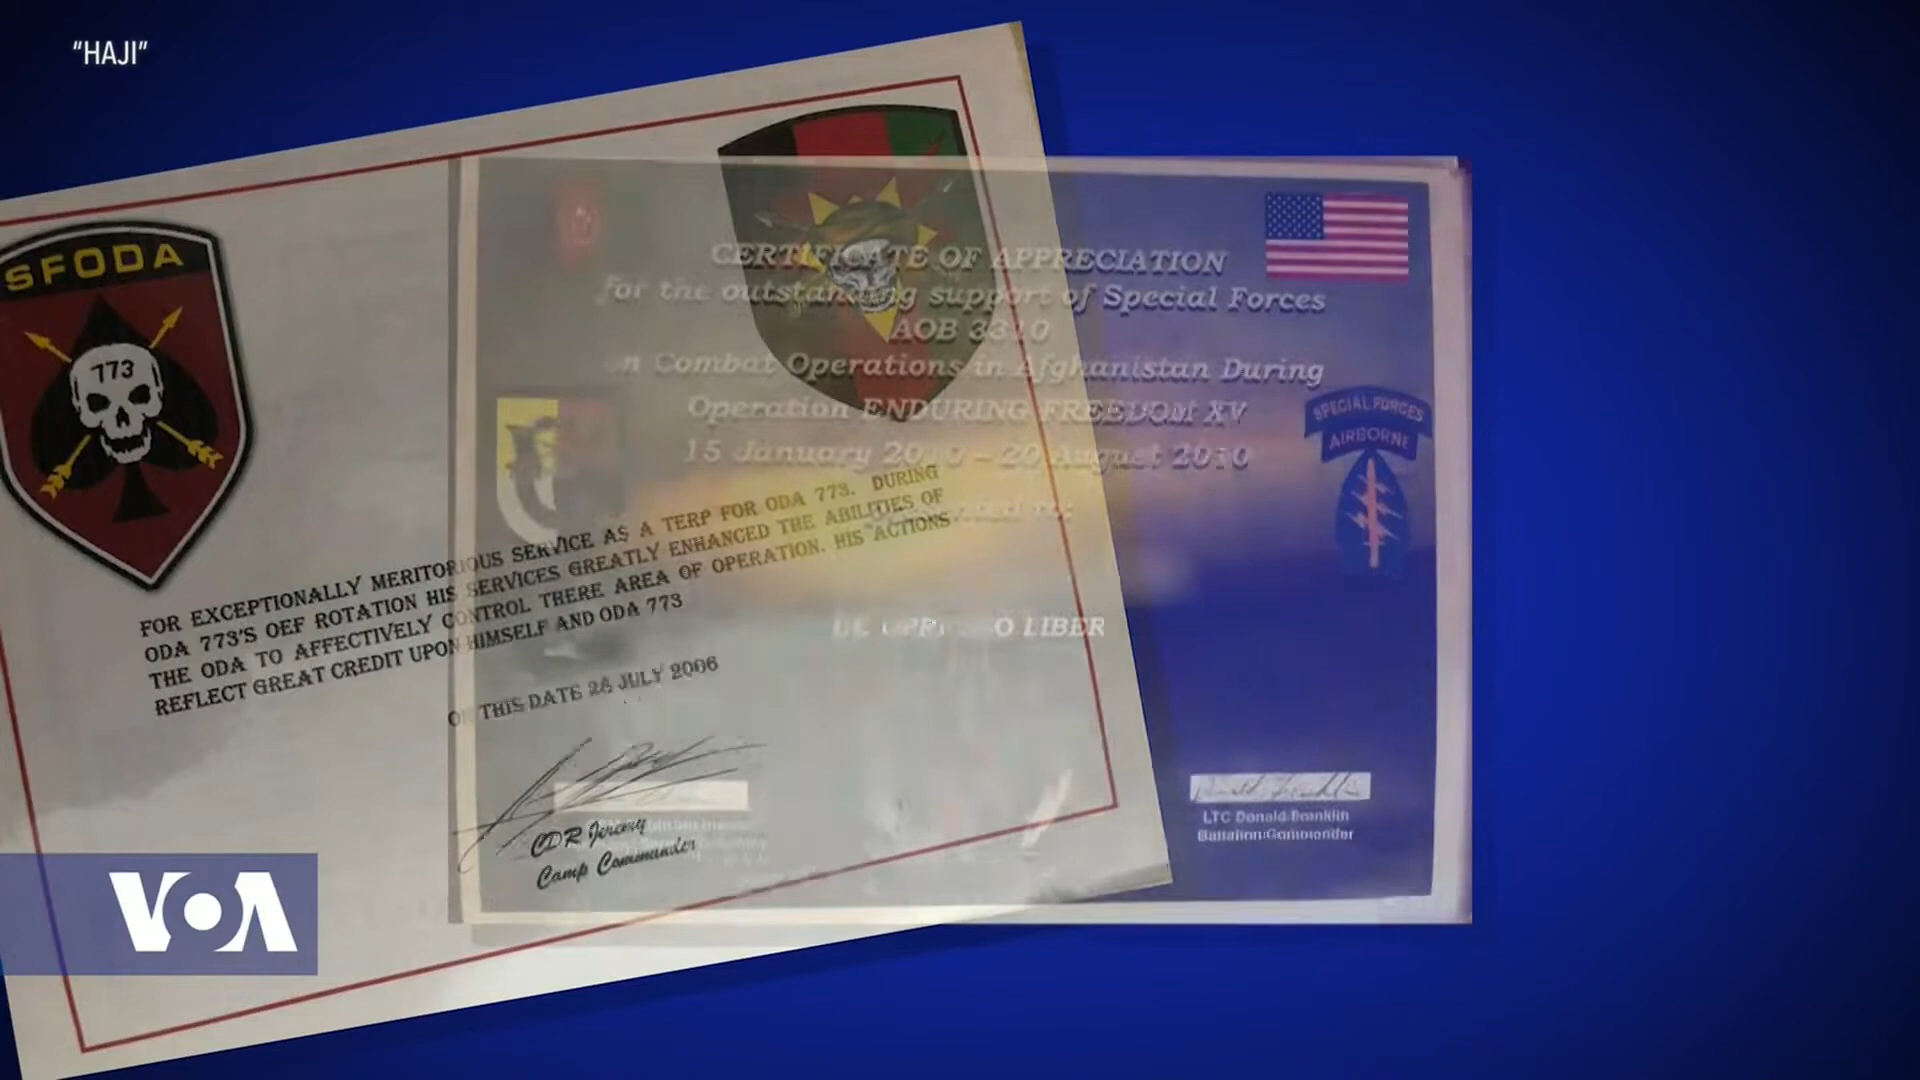 “HAJI”
SFODA
773
FOR EXCEPTIONALLY MERITORIOUS SERVICE AS A TERP FOR ODA 773. DURING
ODA 773'S OEF ROTATION HIS SERVICES GREATLY ENHANCED THE ABILITIES OF
THE ODA TO AFFECTIVELY CONTROL THERE AREA OF OPERATION. HIS ACTIONS
REFLECT GREAT CREDIT UPON HIMSELF AND ODA 773
ON THIS DATE JULY 2006
CDR Jeremy
Camp Commander
CERTIFICATE OF APPRECIATION
for the outstanding support of Special Forces
AOB 3310
on Combat Operations in Afghanistan During
Operation ENDURING FREEDOM XV
15 January 2010 – 20 August 2010
SPECIAL FORCES
AIRBORNE
LIBER
LTC Donald Franklin
Battalion Commander
VOA